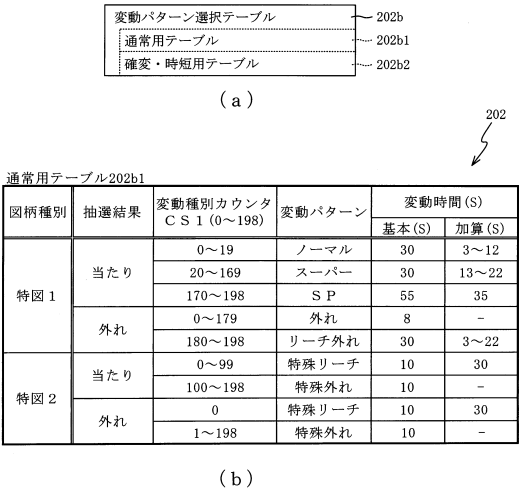 変動パターン選択テーブル 202b
通常用テーブル 202b1
確変・時短用テーブル 202b2
(a)
202
通常用テーブル202b1
図柄種別 抽選結果 変動種別カウンタ CS1(0～198) 変動パターン 変動時間(S)
基本(S) 加算(S)
特図1 当たり 0～19 ノーマル 30 3～12
20～169 スーパー 30 13～22
170～198 SP 55 35
外れ 0～179 外れ 8 -
180～198 リーチ外れ 30 3～22
特図2 当たり 0～99 特殊リーチ 10 30
100～198 特殊外れ 10 -
外れ 0 特殊リーチ 10 30
1～198 特殊外れ 10 -
(b)